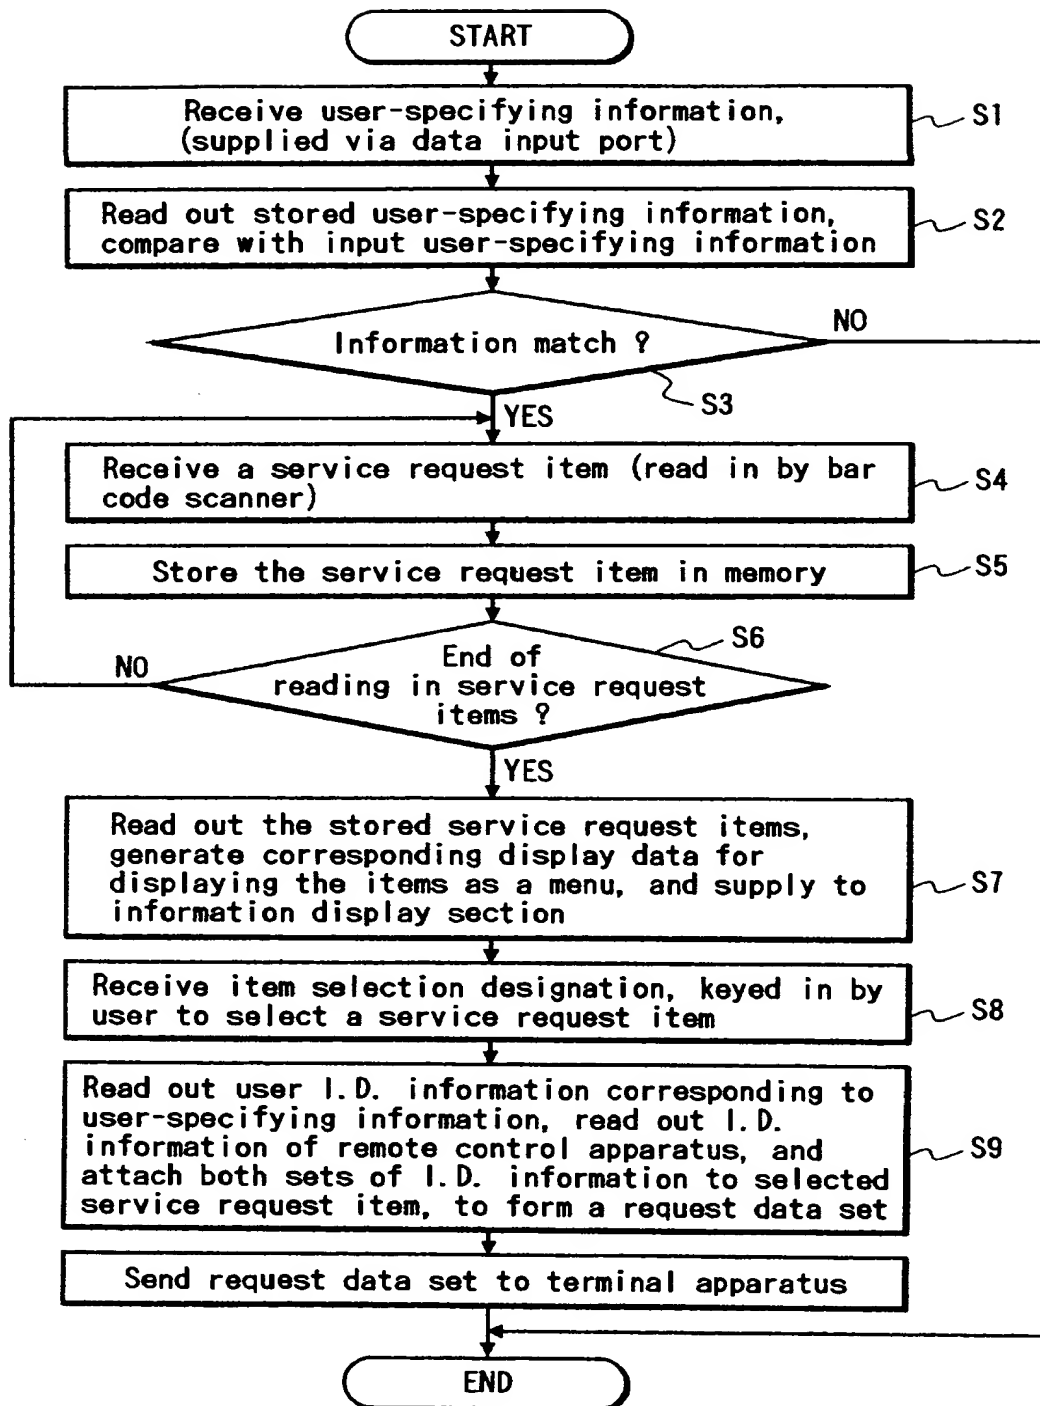 START
Receive user-specifying information,
(supplied via data input port)
S1
Read out stored user-specifying information,
compare with input user-specifying information
S2
Information match ?
NO
S3
YES
Receive a service request item (read in by bar
code scanner)
S4
Store the service request item in memory
S5
S6
End of
reading in service request
items ?
NO
YES
Read out the stored service request items,
generate corresponding display data for
displaying the items as a menu, and supply to
information display section
S7
Receive item selection designation, keyed in by
user to select a service request item
S8
Read out user I.D. information corresponding to
user-specifying information, read out I.D.
information of remote control apparatus, and
attach both sets of I.D. information to selected
service request item, to form a request data set
S9
Send request data set to terminal apparatus
END